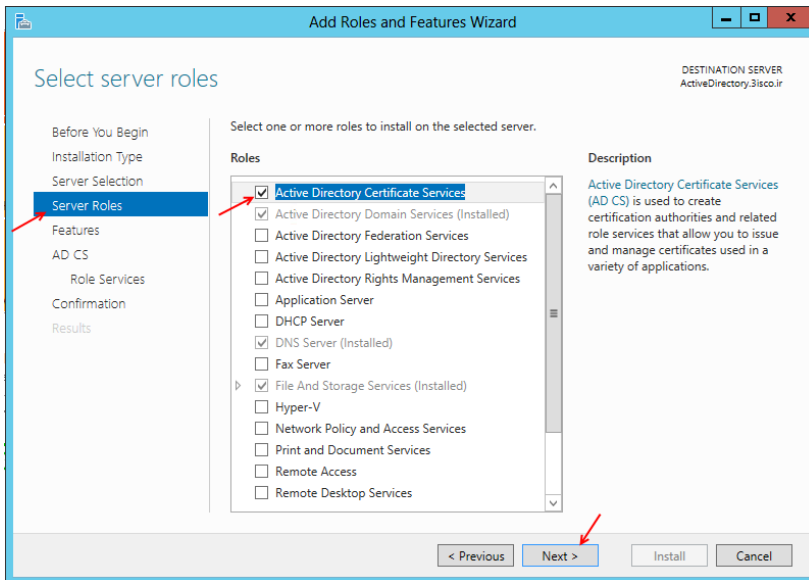 Add Roles and Features Wizard
Select server roles
DESTINATION SERVER
ActiveDirectory.3isco.ir
Before You Begin
Installation Type
Server Selection
Server Roles
Features
AD CS
Role Services
Confirmation
Results
Select one or more roles to install on the selected server.
Roles
Active Directory Certificate Services
Active Directory Domain Services (Installed)
Active Directory Federation Services
Active Directory Lightweight Directory Services
Active Directory Rights Management Services
Application Server
DHCP Server
DNS Server (Installed)
Fax Server
File And Storage Services (Installed)
Hyper-V
Network Policy and Access Services
Print and Document Services
Remote Access
Remote Desktop Services
Description
Active Directory Certificate Services
(AD CS) is used to create
certification authorities and related
role services that allow you to issue
and manage certificates used in a
variety of applications.
< Previous
Next >
Install
Cancel